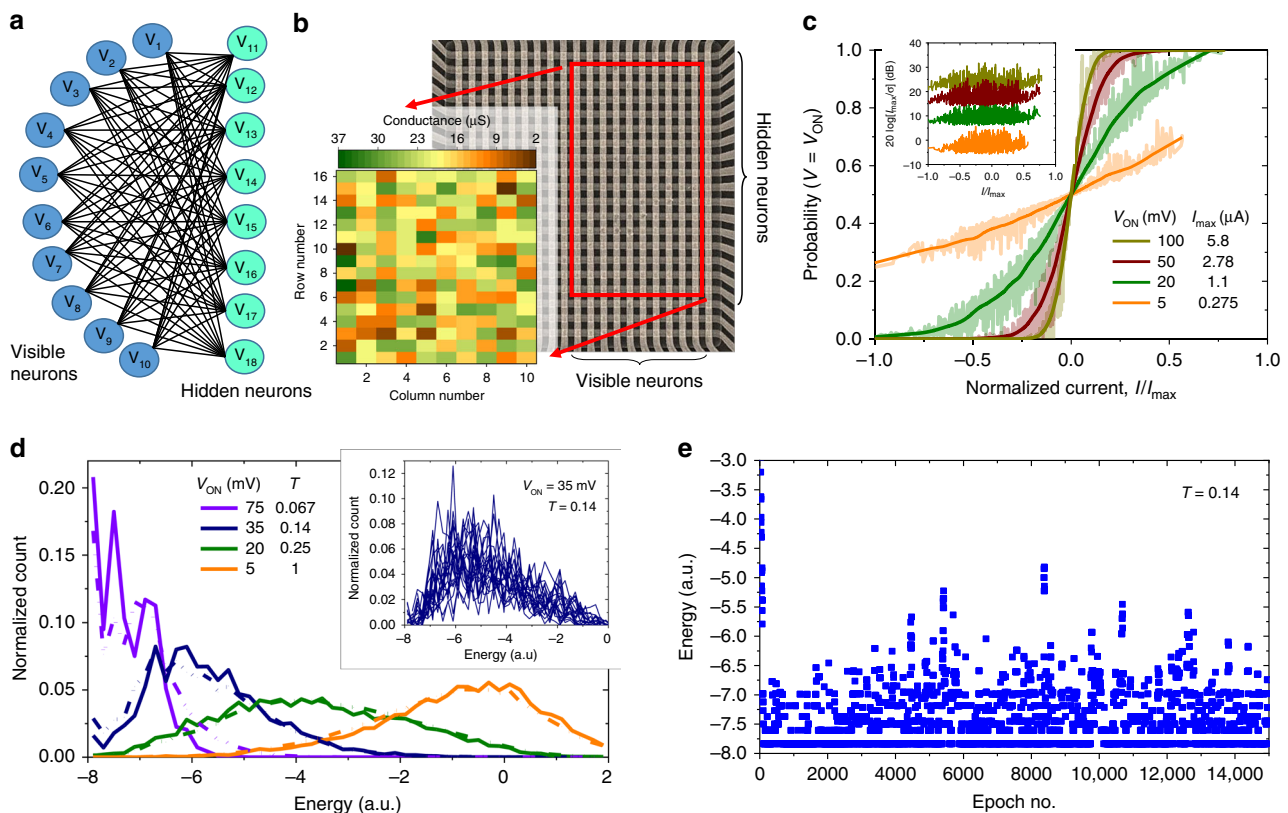 a
V1
V2
V3
V4
V5
V6
V7
V8
V9
V10
V11
V12
V13
V14
V15
V16
V17
V18
Visible
neurons
Hidden neurons
b
Conductance (μS)
37 30 23 16 9 2
16
14
12
10
8
6
4
2
Row number
2 4 6 8 10
Column number
Hidden neurons
Visible neurons
c
Probability (V = VON)
1.0
0.8
0.6
0.4
0.2
0.0
-1.0 -0.5 0.0 0.5 1.0
Normalized current, I/Imax
20 log[Imax/σ] (dB)
40
30
20
10
0
-10
-1.0 -0.5 0.0 0.5 1.0
I/Imax
VON (mV) Imax (μA)
100 5.8
50 2.78
20 1.1
5 0.275
d
Normalized count
0.20
0.15
0.10
0.05
0.00
-8 -6 -4 -2 0 2
Energy (a.u.)
VON (mV) T
75 0.067
35 0.14
20 0.25
5 1
Normalized count
0.12
0.10
0.08
0.06
0.04
0.02
0.00
-8 -6 -4 -2 0
Energy (a.u)
VON = 35 mV
T = 0.14
e
Energy (a.u.)
-3.0
-3.5
-4.0
-4.5
-5.0
-5.5
-6.0
-6.5
-7.0
-7.5
-8.0
T = 0.14
0 2000 4000 6000 8000 10,000 12,000 14,000
Epoch no.